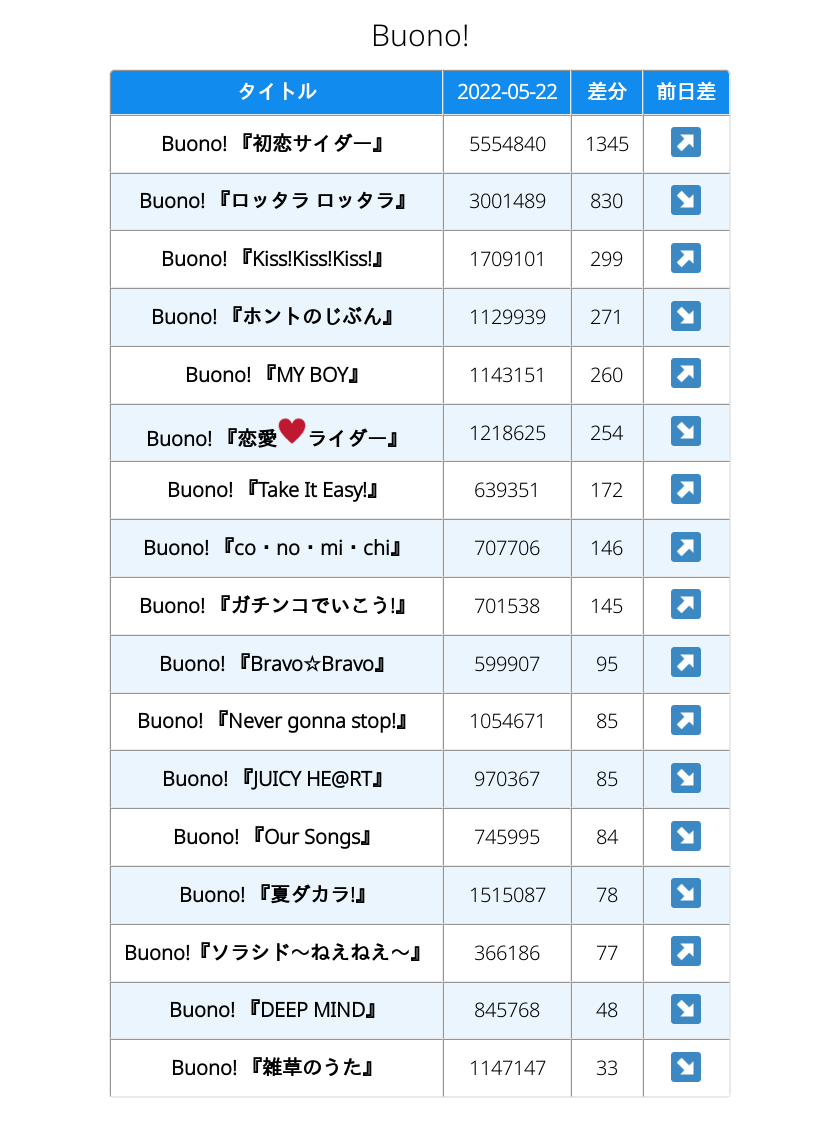 Buono!
タイトル 2022-05-22 差分 前日差
Buono! 『初恋サイダー』 5554840 1345 ↗
Buono! 『ロッタラ ロッタラ』 3001489 830 ↘
Buono! 『Kiss!Kiss!Kiss!』 1709101 299 ↗
Buono! 『ホントのじぶん』 1129939 271 ↘
Buono! 『MY BOY』 1143151 260 ↗
Buono! 『恋愛♥ライダー』 1218625 254 ↘
Buono! 『Take It Easy!』 639351 172 ↗
Buono! 『co・no・mi・chi』 707706 146 ↗
Buono! 『ガチンコでいこう!』 701538 145 ↗
Buono! 『Bravo☆Bravo』 599907 95 ↗
Buono! 『Never gonna stop!』 1054671 85 ↗
Buono! 『JUICY HE@RT』 970367 85 ↘
Buono! 『Our Songs』 745995 84 ↘
Buono! 『夏ダカラ!』 1515087 78 ↘
Buono!『ソラシド～ねえねえ～』 366186 77 ↗
Buono! 『DEEP MIND』 845768 48 ↘
Buono! 『雑草のうた』 1147147 33 ↘